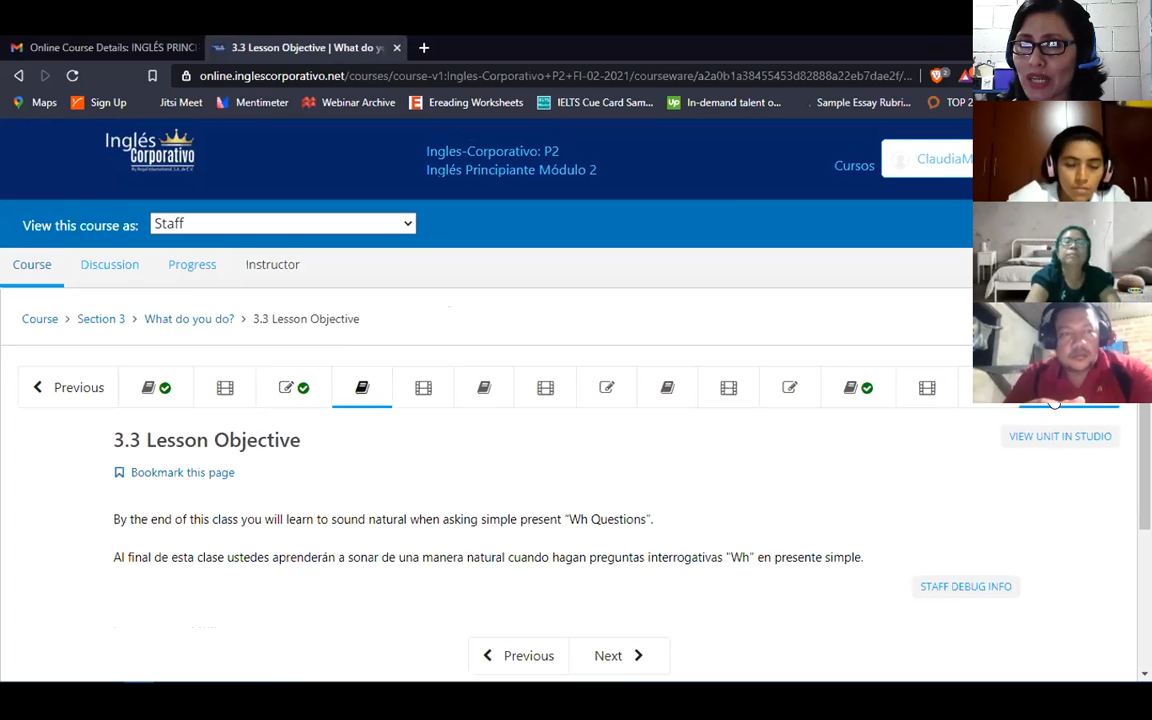 Online Course Details: INGLÉS PRINCI
3.3 Lesson Objective | What do yo
online.inglescorporativo.net/courses/course-v1:Ingles-Corporativo+P2+FI-02-2021/courseware/a2a0b1a38455453d82888a22eb7dae2f/...
Maps Sign Up Jitsi Meet Mentimeter Webinar Archive Ereading Worksheets IELTS Cue Card Sam... In-demand talent o... Sample Essay Rubri... TOP 2
Inglés
Corporativo
Ingles-Corporativo: P2
Inglés Principiante Módulo 2
Cursos
ClaudiaM
View this course as: Staff
Course Discussion Progress Instructor
Course > Section 3 > What do you do? > 3.3 Lesson Objective
Previous
3.3 Lesson Objective
VIEW UNIT IN STUDIO
Bookmark this page
By the end of this class you will learn to sound natural when asking simple present “Wh Questions”.
Al final de esta clase ustedes aprenderán a sonar de una manera natural cuando hagan preguntas interrogativas "Wh" en presente simple.
STAFF DEBUG INFO
Previous Next